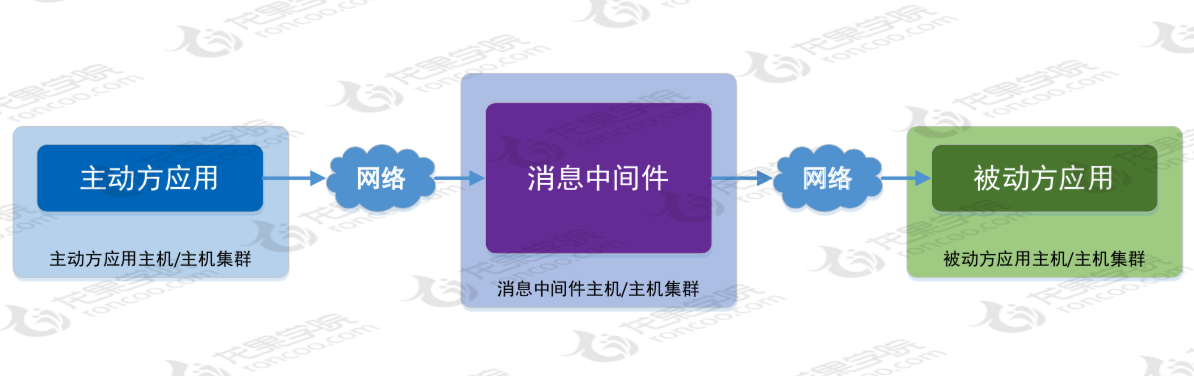 主动方应用
网络
消息中间件
网络
被动方应用
主动方应用主机/主机集群
消息中间件主机/主机集群
被动方应用主机/主机集群
龙果学院
roncoo.com